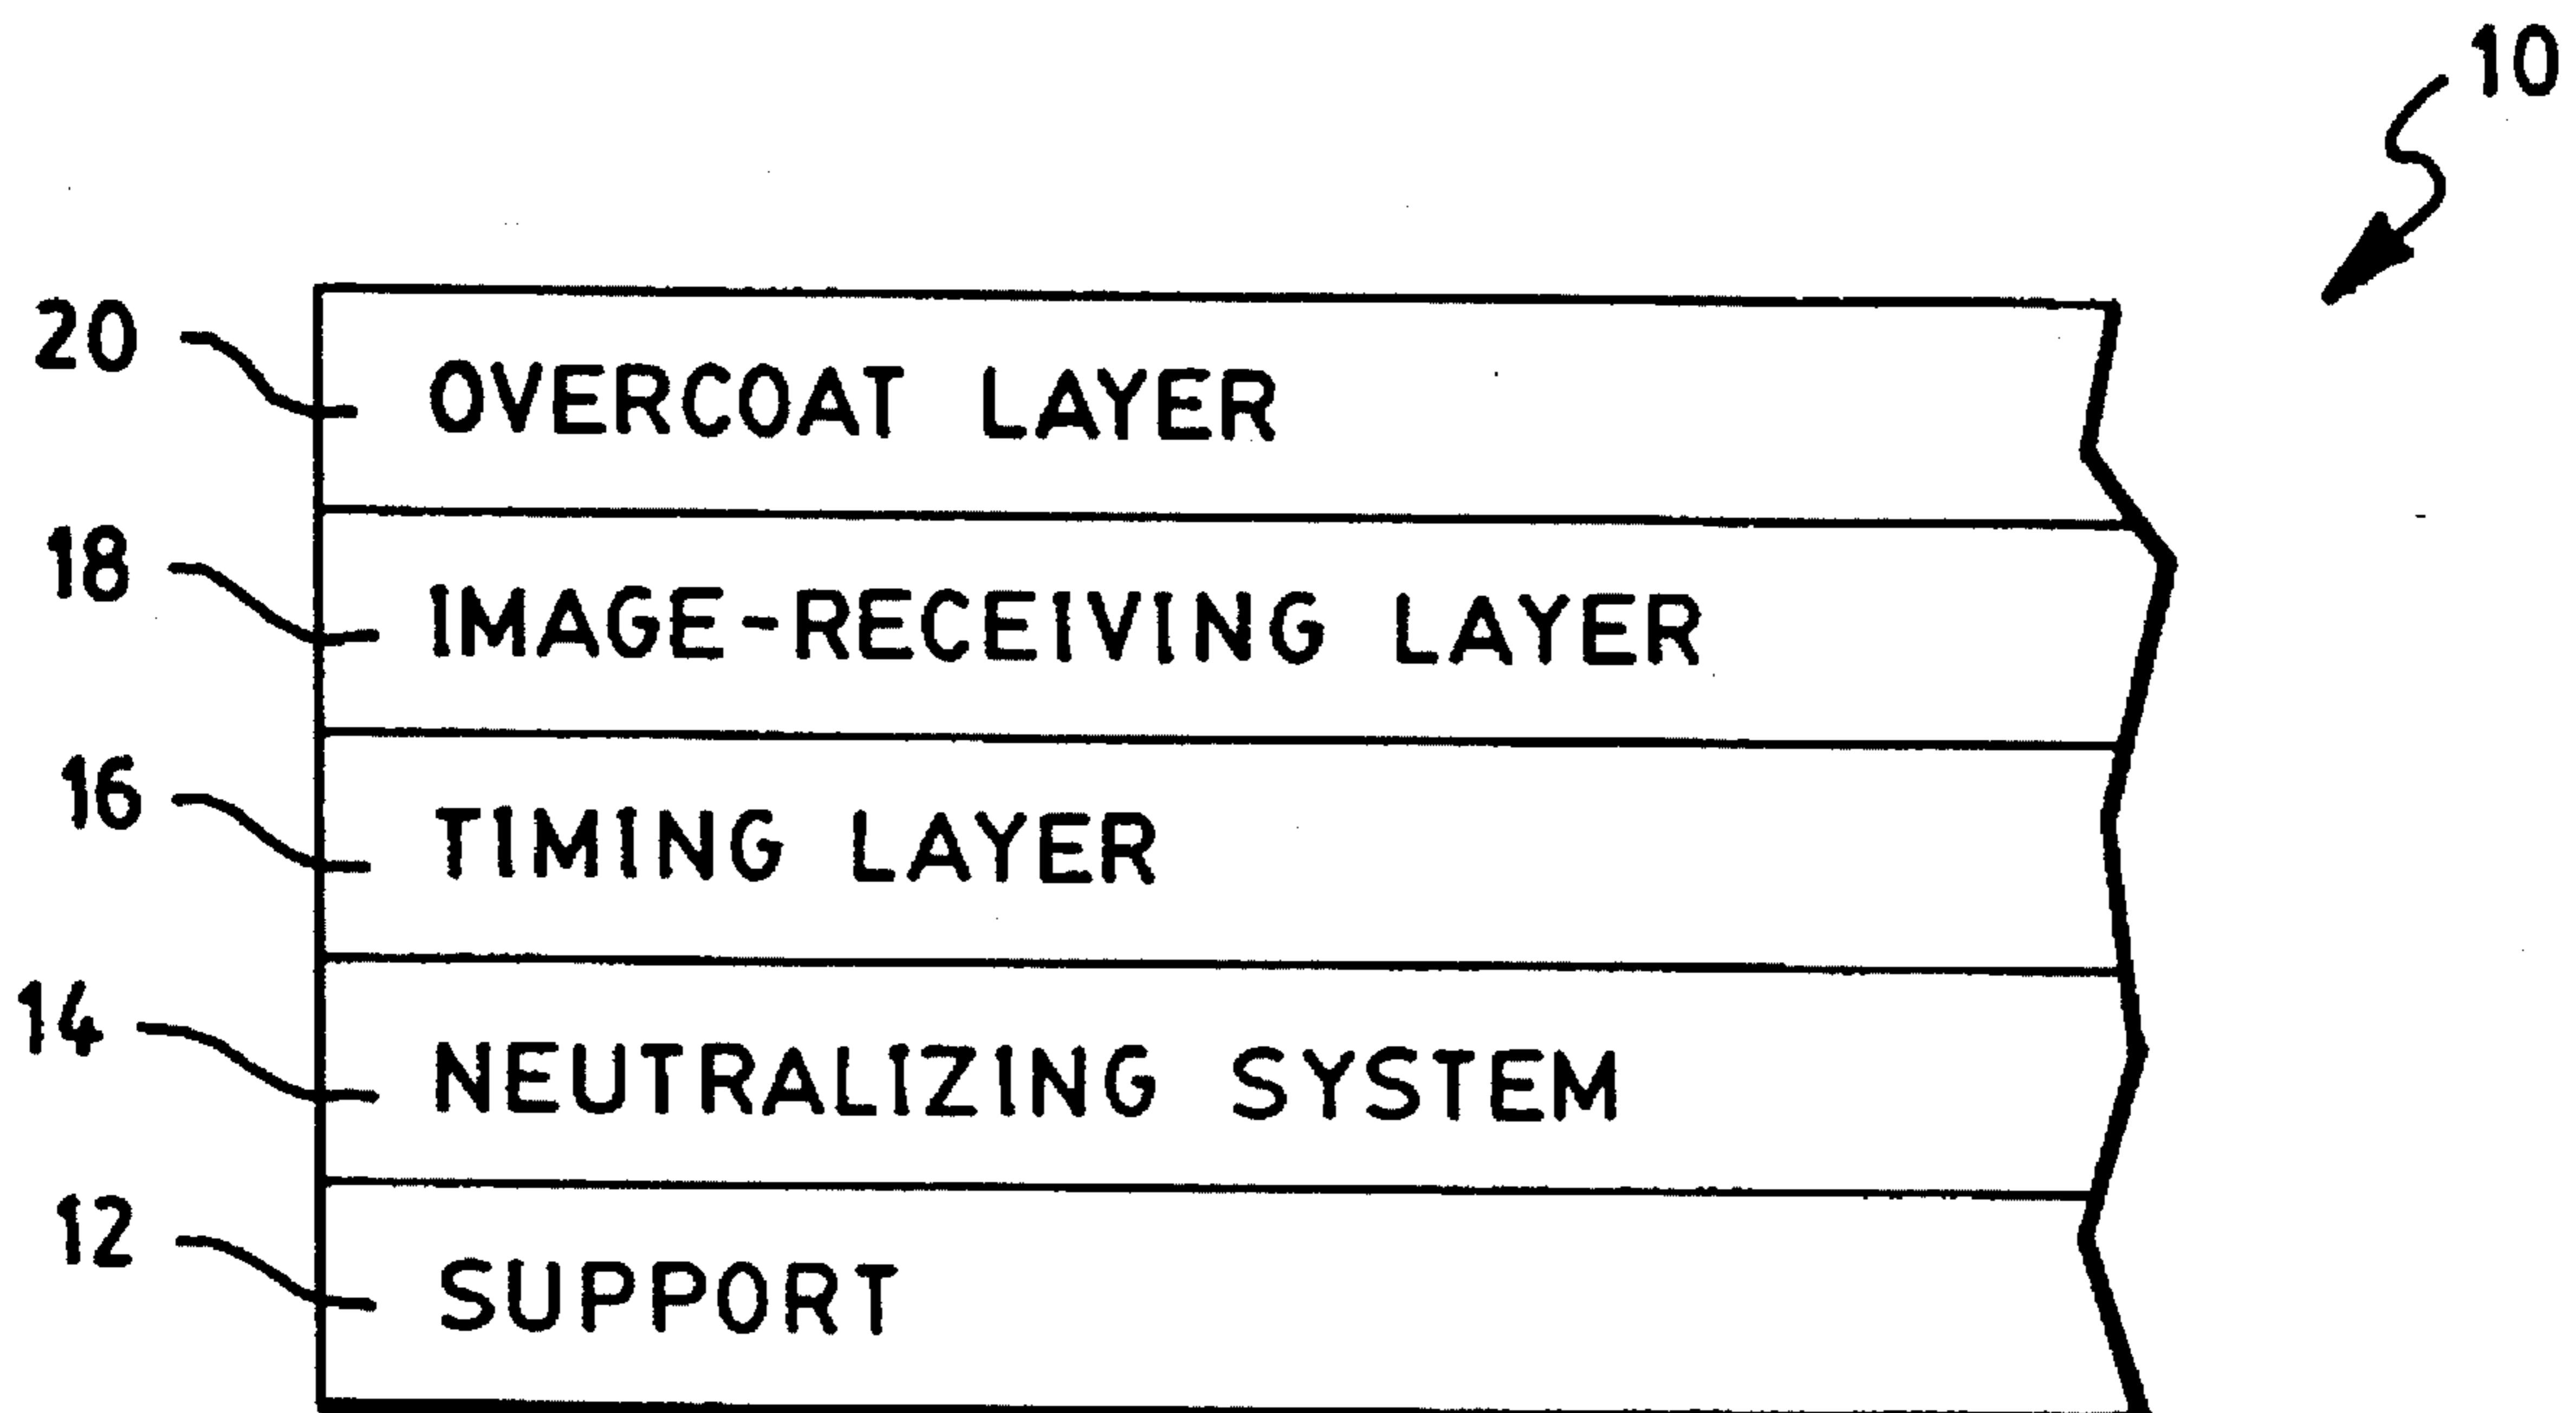 10
20 OVERCOAT LAYER
18 IMAGE-RECEIVING LAYER
16 TIMING LAYER
14 NEUTRALIZING SYSTEM
12 SUPPORT